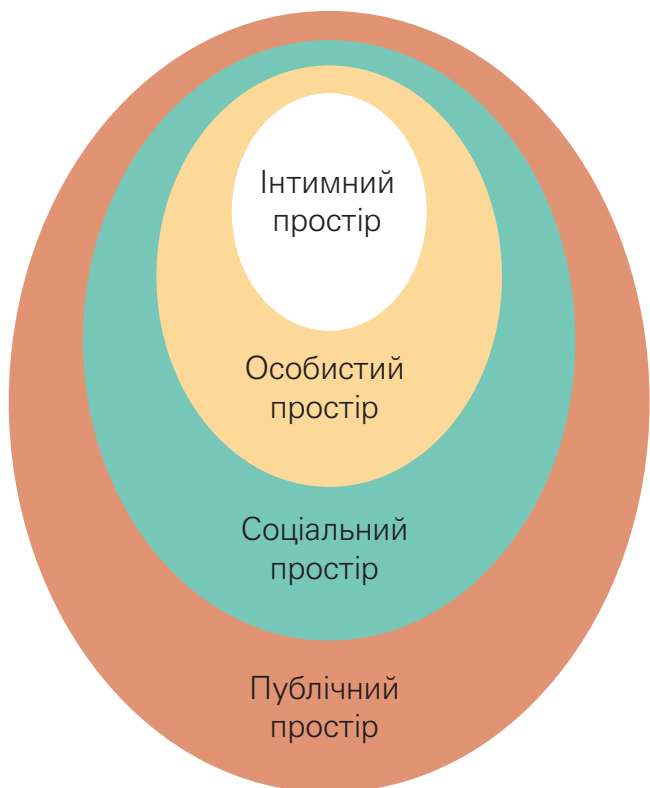 Інтимний
простір
Особистий
простір
Соціальний
простір
Публічний
простір